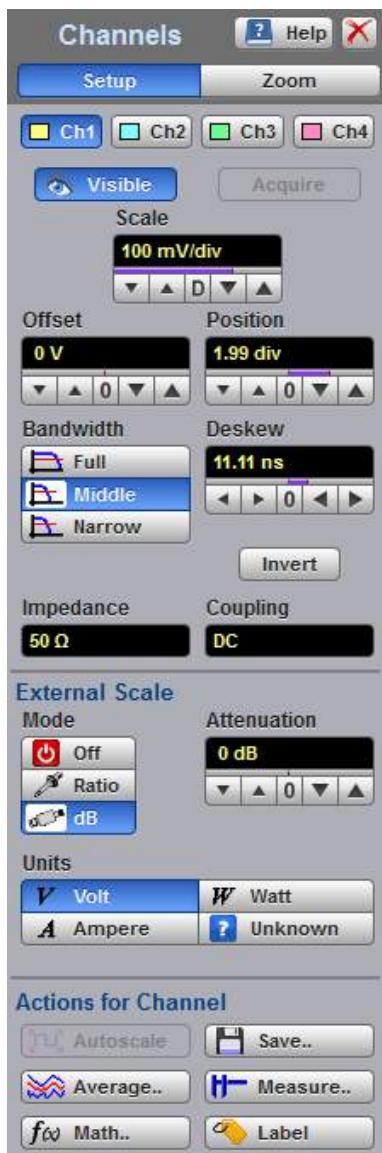 Channels ? Help
Setup Zoom
Ch1 Ch2 Ch3 Ch4
Visible Acquire
Scale
100 mV/div
D
Offset Position
0 V 1.99 div
0 0
Bandwidth Deskew
Full 11.11 ns
Middle 0
Narrow
Invert
Impedance Coupling
50 Ω DC
External Scale
Mode Attenuation
Off 0 dB
Ratio 0
dB
Units
V Volt W Watt
A Ampere ? Unknown
Actions for Channel
Autoscale Save..
Average.. Measure..
f(x) Math.. Label